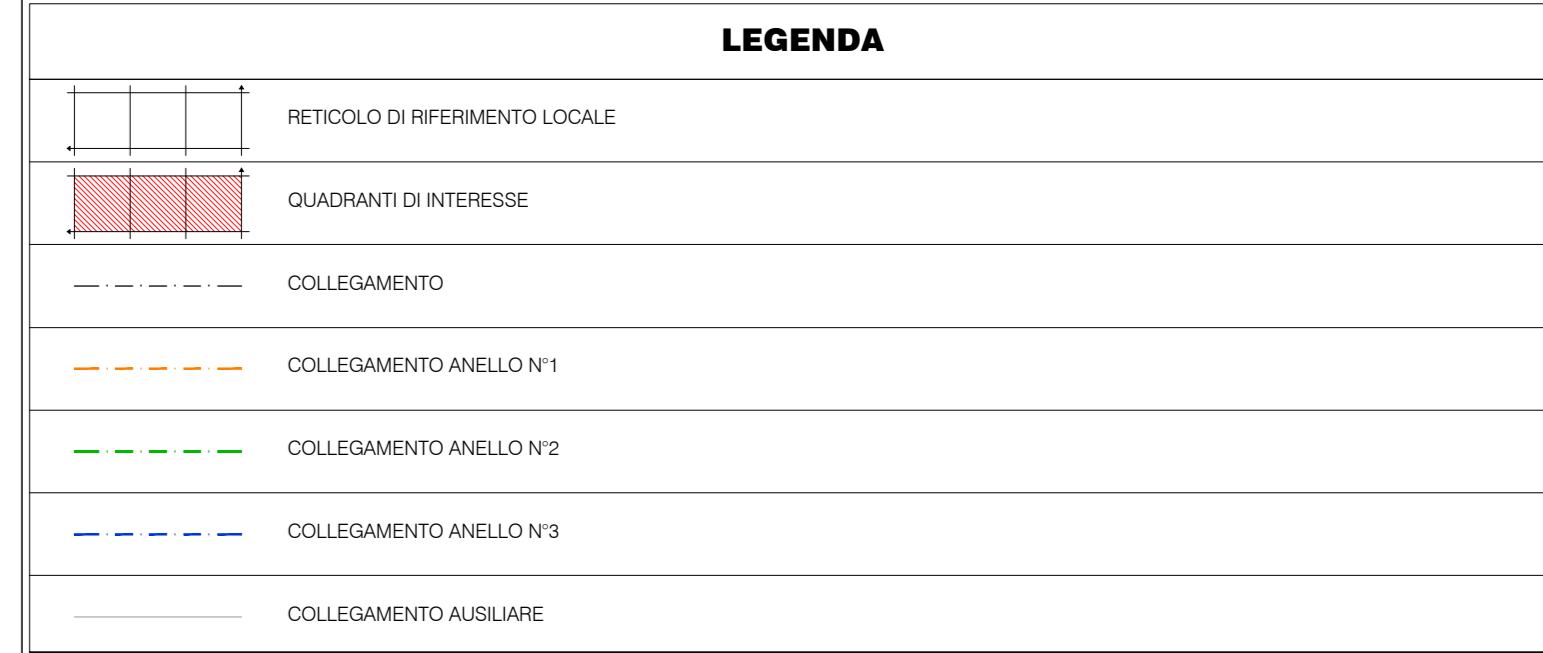 LEGENDA
RETICOLO DI RIFERIMENTO LOCALE
QUADRANTI DI INTERESSE
COLLEGAMENTO
COLLEGAMENTO ANELLO N°1
COLLEGAMENTO ANELLO N°2
COLLEGAMENTO ANELLO N°3
COLLEGAMENTO AUSILIARE